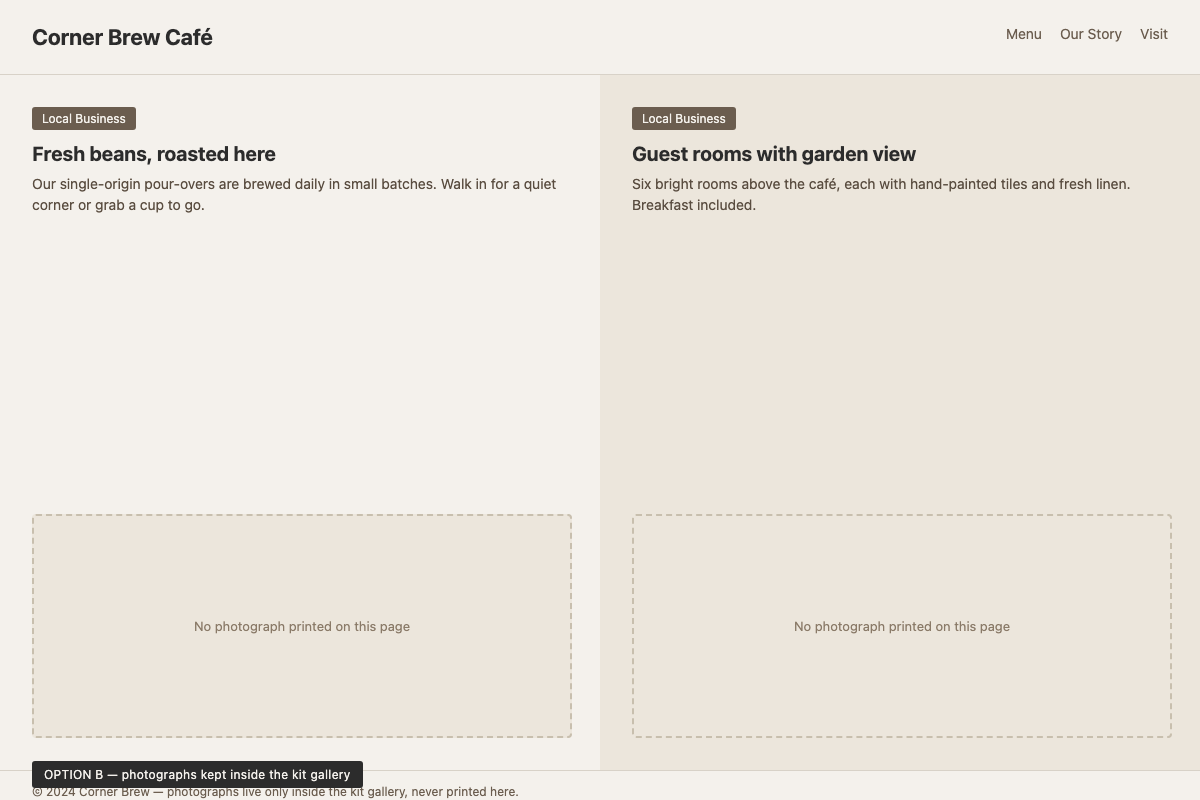 Corner Brew Café
Menu Our Story Visit
Local Business
Fresh beans, roasted here
Our single-origin pour-overs are brewed daily in small batches. Walk in for a quiet
corner or grab a cup to go.
No photograph printed on this page
Local Business
Guest rooms with garden view
Six bright rooms above the café, each with hand-painted tiles and fresh linen.
Breakfast included.
No photograph printed on this page
OPTION B — photographs kept inside the kit gallery
© 2024 Corner Brew — photographs live only inside the kit gallery, never printed here.